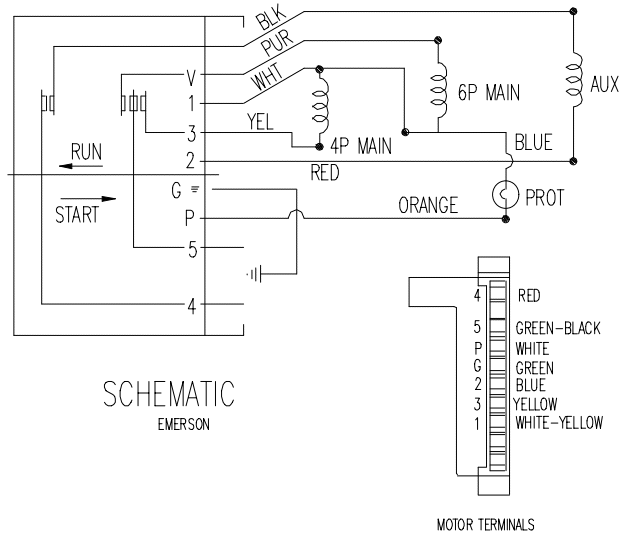 BLK
PUR
WHT
V
1
YEL
3
2
RED
4P MAIN
6P MAIN
AUX
BLUE
RUN
START
G
P
ORANGE
PROT
5
4
SCHEMATIC
EMERSON
4 RED
5 GREEN-BLACK
P WHITE
G GREEN
2 BLUE
3 YELLOW
1 WHITE-YELLOW
MOTOR TERMINALS